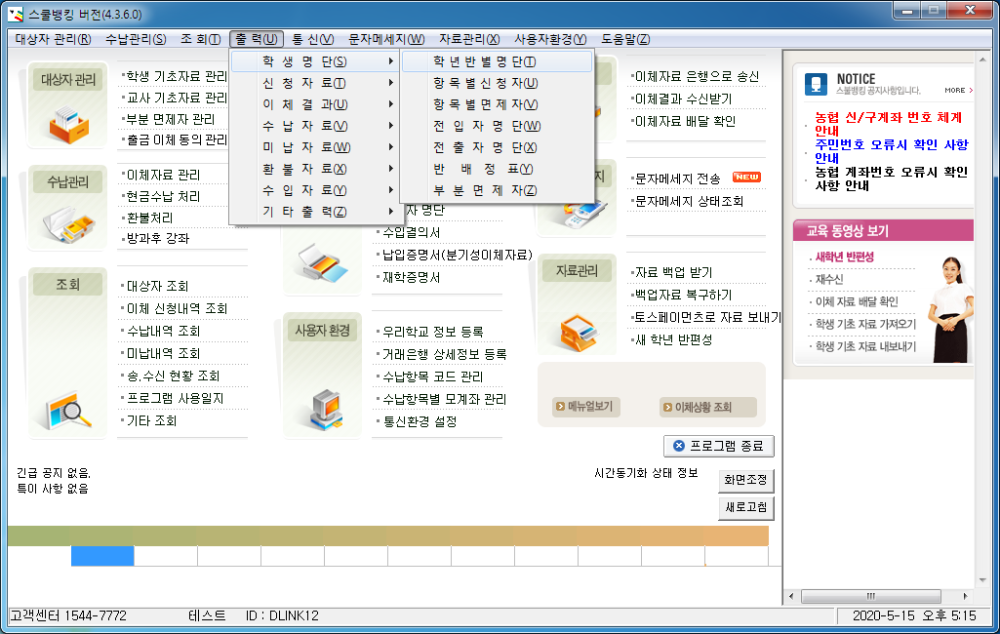 스쿨뱅킹 버전(4.3.6.0)
대상자 관리(R) 수납관리(S) 조 회(T) 출 력(U) 통 신(V) 문자메세지(W) 자료관리(X) 사용자환경(Y) 도움말(Z)
학 생 명 단(S)
신 청 자 료(T)
이 체 결 과(U)
수 납 자 료(V)
미 납 자 료(W)
환 불 자 료(X)
수 입 자 료(Y)
기 타 출 력(Z)
학 년 반 별 명 단(T)
항 목 별 신 청 자(U)
항 목 별 면 제 자(V)
전 입 자 명 단(W)
전 출 자 명 단(X)
반 배 정 표(Y)
부 분 면 제 자(Z)
대상자 관리
학생 기초자료 관리
교사 기초자료 관리
부분 면제자 관리
출금 이체 동의 관리
수납관리
이체자료 관리
현금수납 처리
환불처리
방과후 강좌
조 회
대상자 조회
이체 신청내역 조회
수납내역 조회
미납내역 조회
송,수신 현황 조회
프로그램 사용일지
기타 조회
자 명단
수입결의서
납입증명서(분기성이체자료)
재학증명서
사용자 환경
우리학교 정보 등록
거래은행 상세정보 등록
수납항목 코드 관리
수납항목별 모계좌 관리
통신환경 설정
이체자료 은행으로 송신
이체결과 수신받기
이체자료 배달 확인
지
문자메세지 전송 NEW
문자메세지 상태조회
자료관리
자료 백업 받기
백업자료 복구하기
토스페이먼츠로 자료 보내기
새 학년 반편성
메뉴얼보기 이체상황 조회
프로그램 종료
긴급 공지 없음.
특이 사항 없음
시간동기화 상태 정보
화면조정
새로고침
NOTICE
스쿨뱅킹 공지사항입니다. MORE
농협 신/구계좌 번호 체계 안내
주민번호 오류시 확인 사항 안내
농협 계좌번호 오류시 확인 사항 안내
교육 동영상 보기
새학년 반편성
재수신
이체 자료 배달 확인
학생 기초 자료 가져오기
학생 기초 자료 내보내기
고객센터 1544-7772 테스트 ID : DLINK12 2020-5-15 오후 5:15